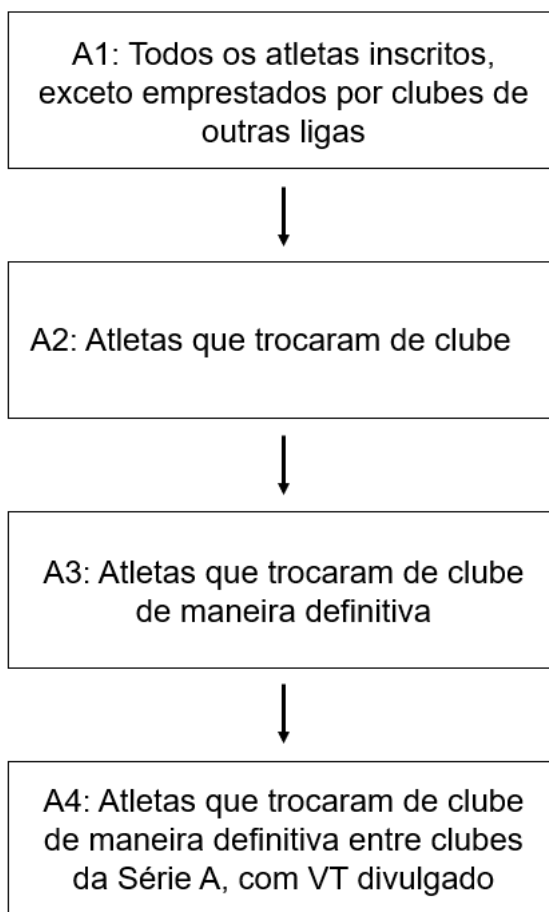 A1: Todos os atletas inscritos,
exceto emprestados por clubes de
outras ligas
A2: Atletas que trocaram de clube
A3: Atletas que trocaram de clube
de maneira definitiva
A4: Atletas que trocaram de clube
de maneira definitiva entre clubes
da Série A, com VT divulgado